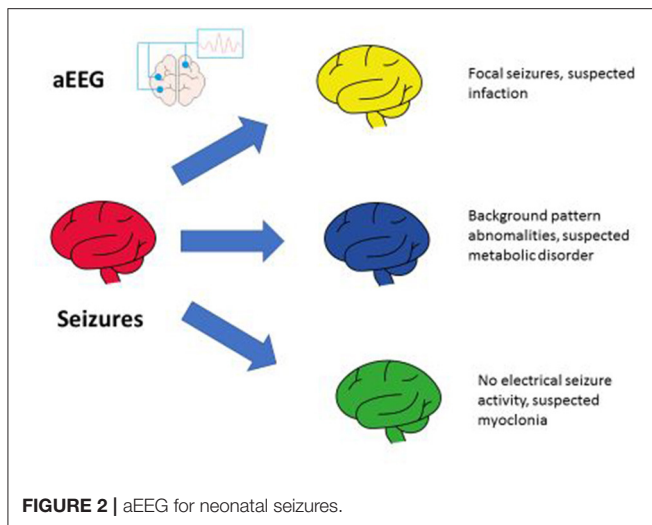 aEEG
Focal seizures, suspected
infaction
Seizures
Background pattern
abnomalities, suspected
metabolic disorder
No electrical seizure
activity, suspected
myoclonia
FIGURE 2 | aEEG for neonatal seizures.